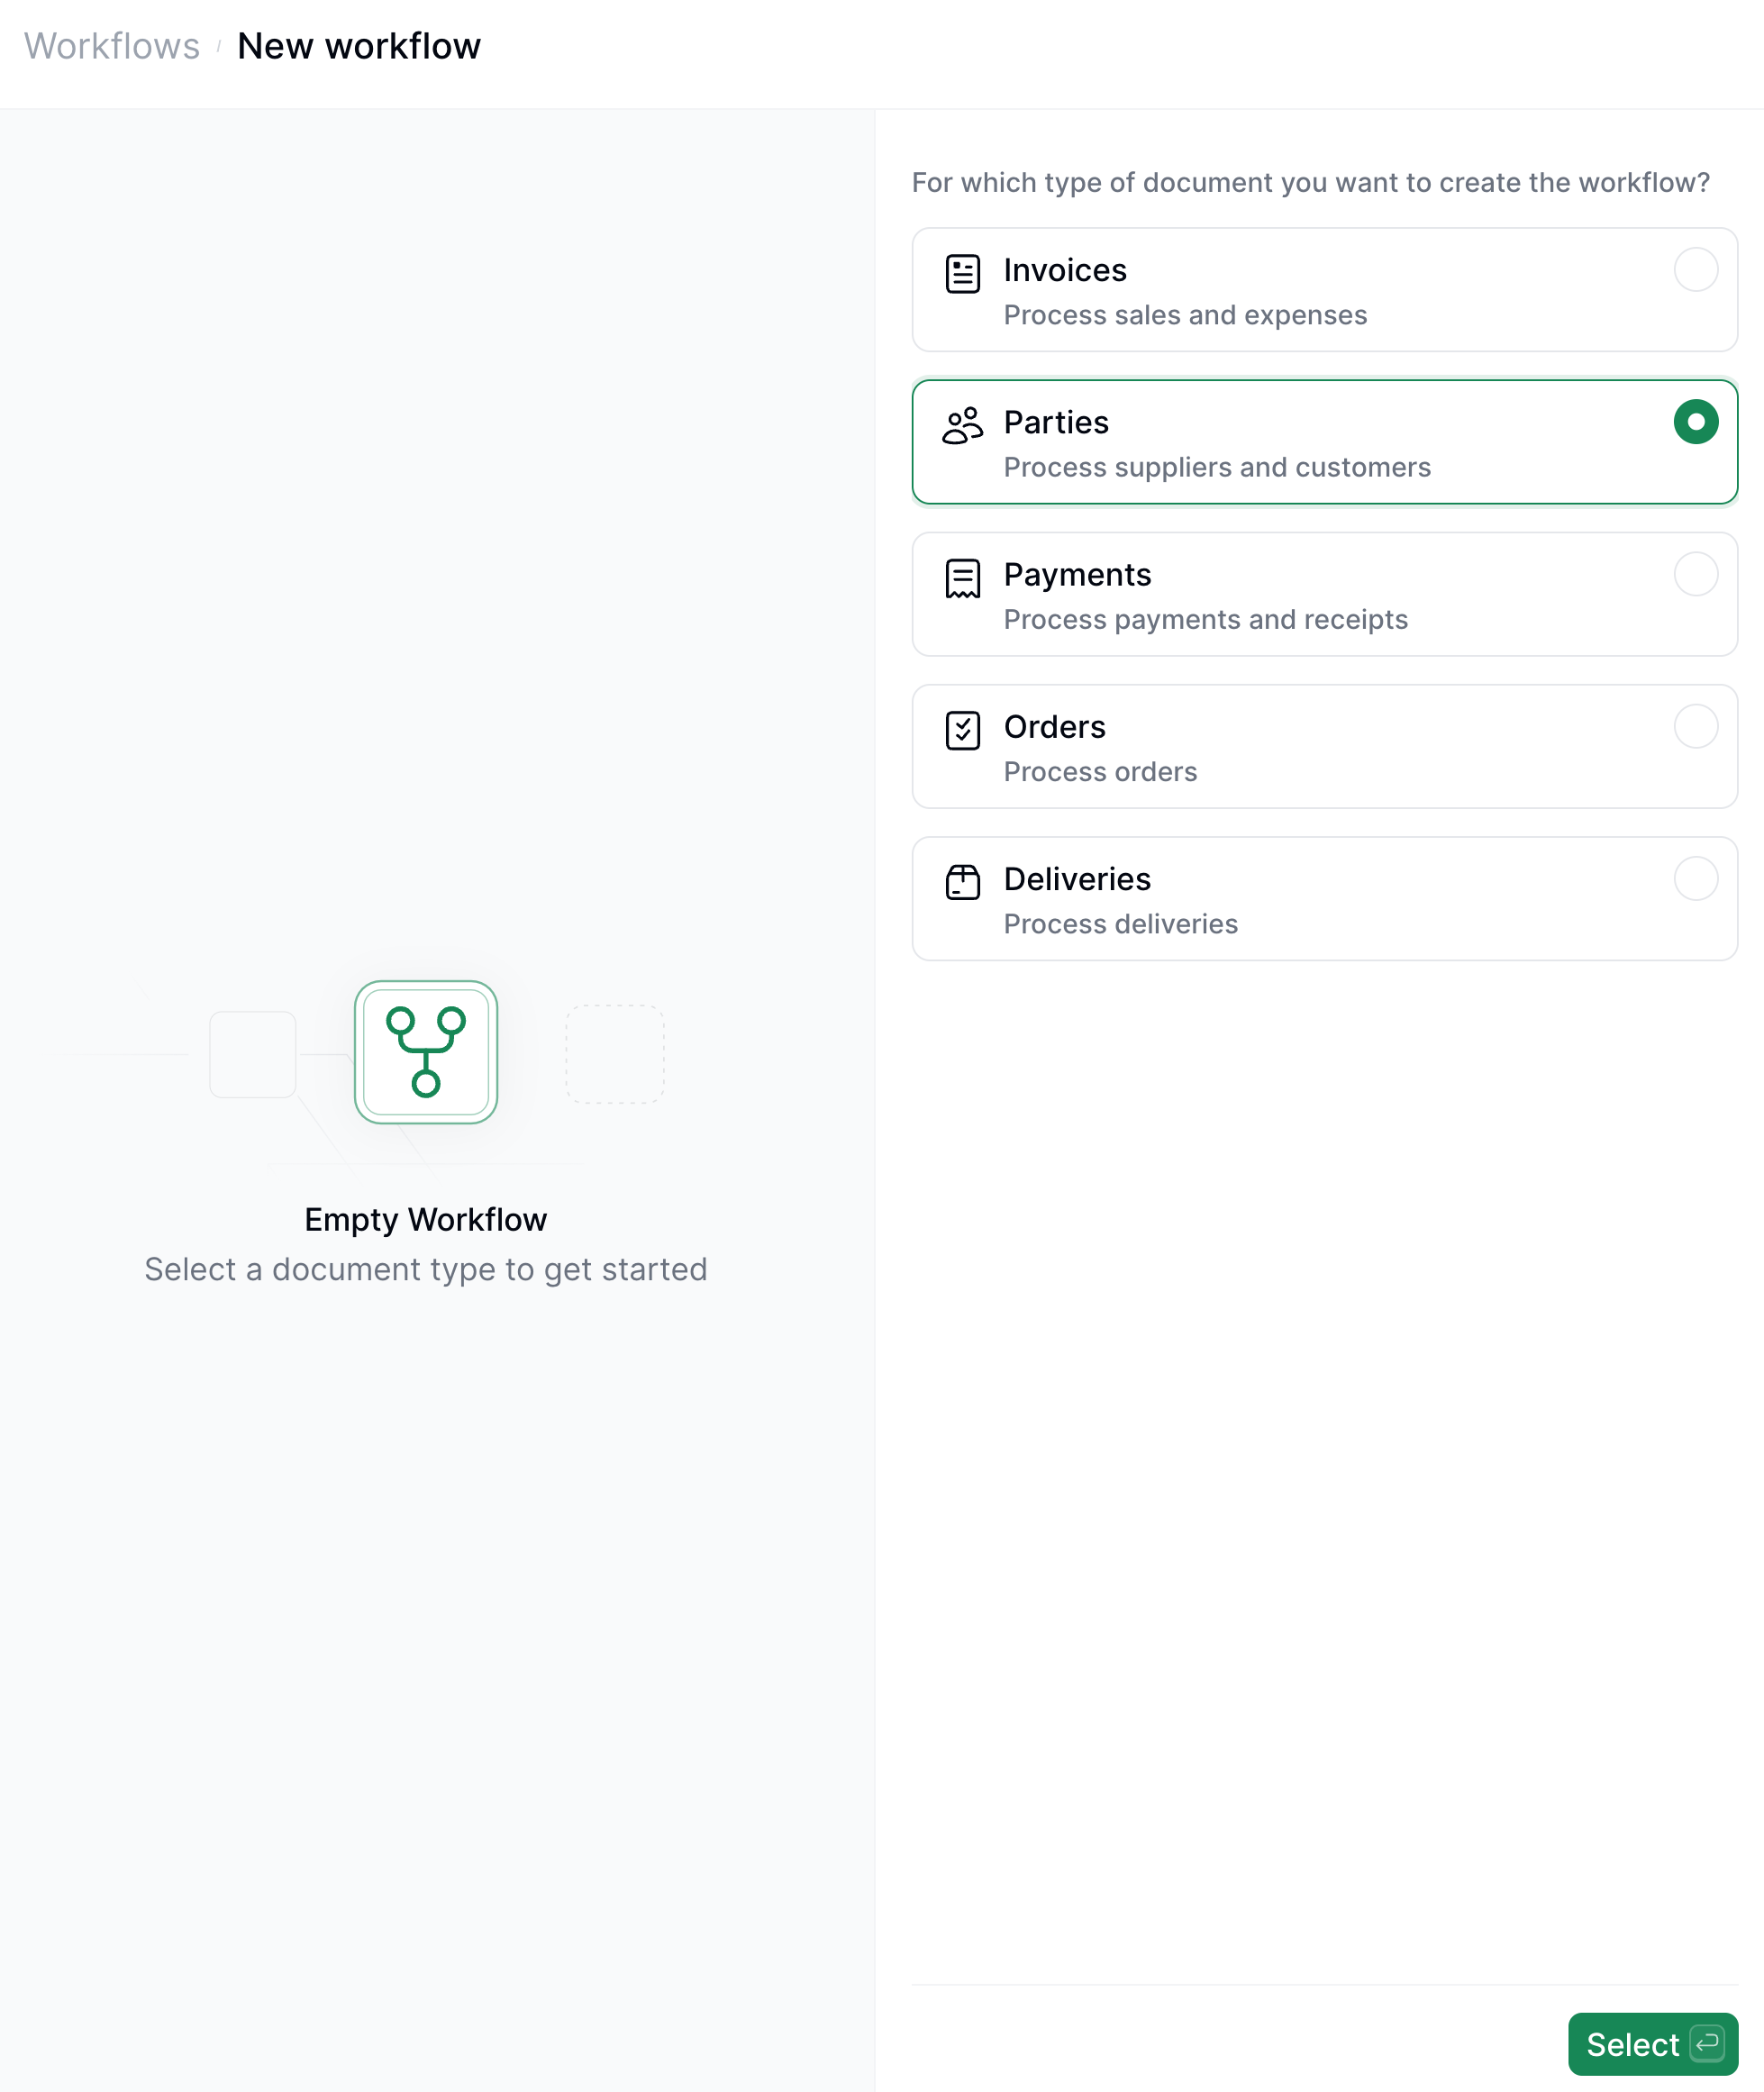 Workflows / New workflow
For which type of document you want to create the workflow?
Invoices
Process sales and expenses
Parties
Process suppliers and customers
Payments
Process payments and receipts
Orders
Process orders
Deliveries
Process deliveries
Empty Workflow
Select a document type to get started
Select